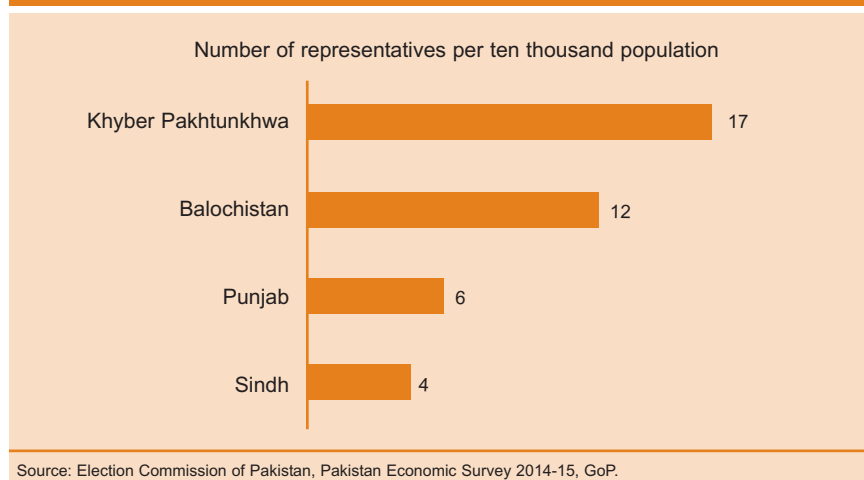 Number of representatives per ten thousand population
Khyber Pakhtunkhwa 17
Balochistan 12
Punjab 6
Sindh 4
Source: Election Commission of Pakistan, Pakistan Economic Survey 2014-15, GoP.